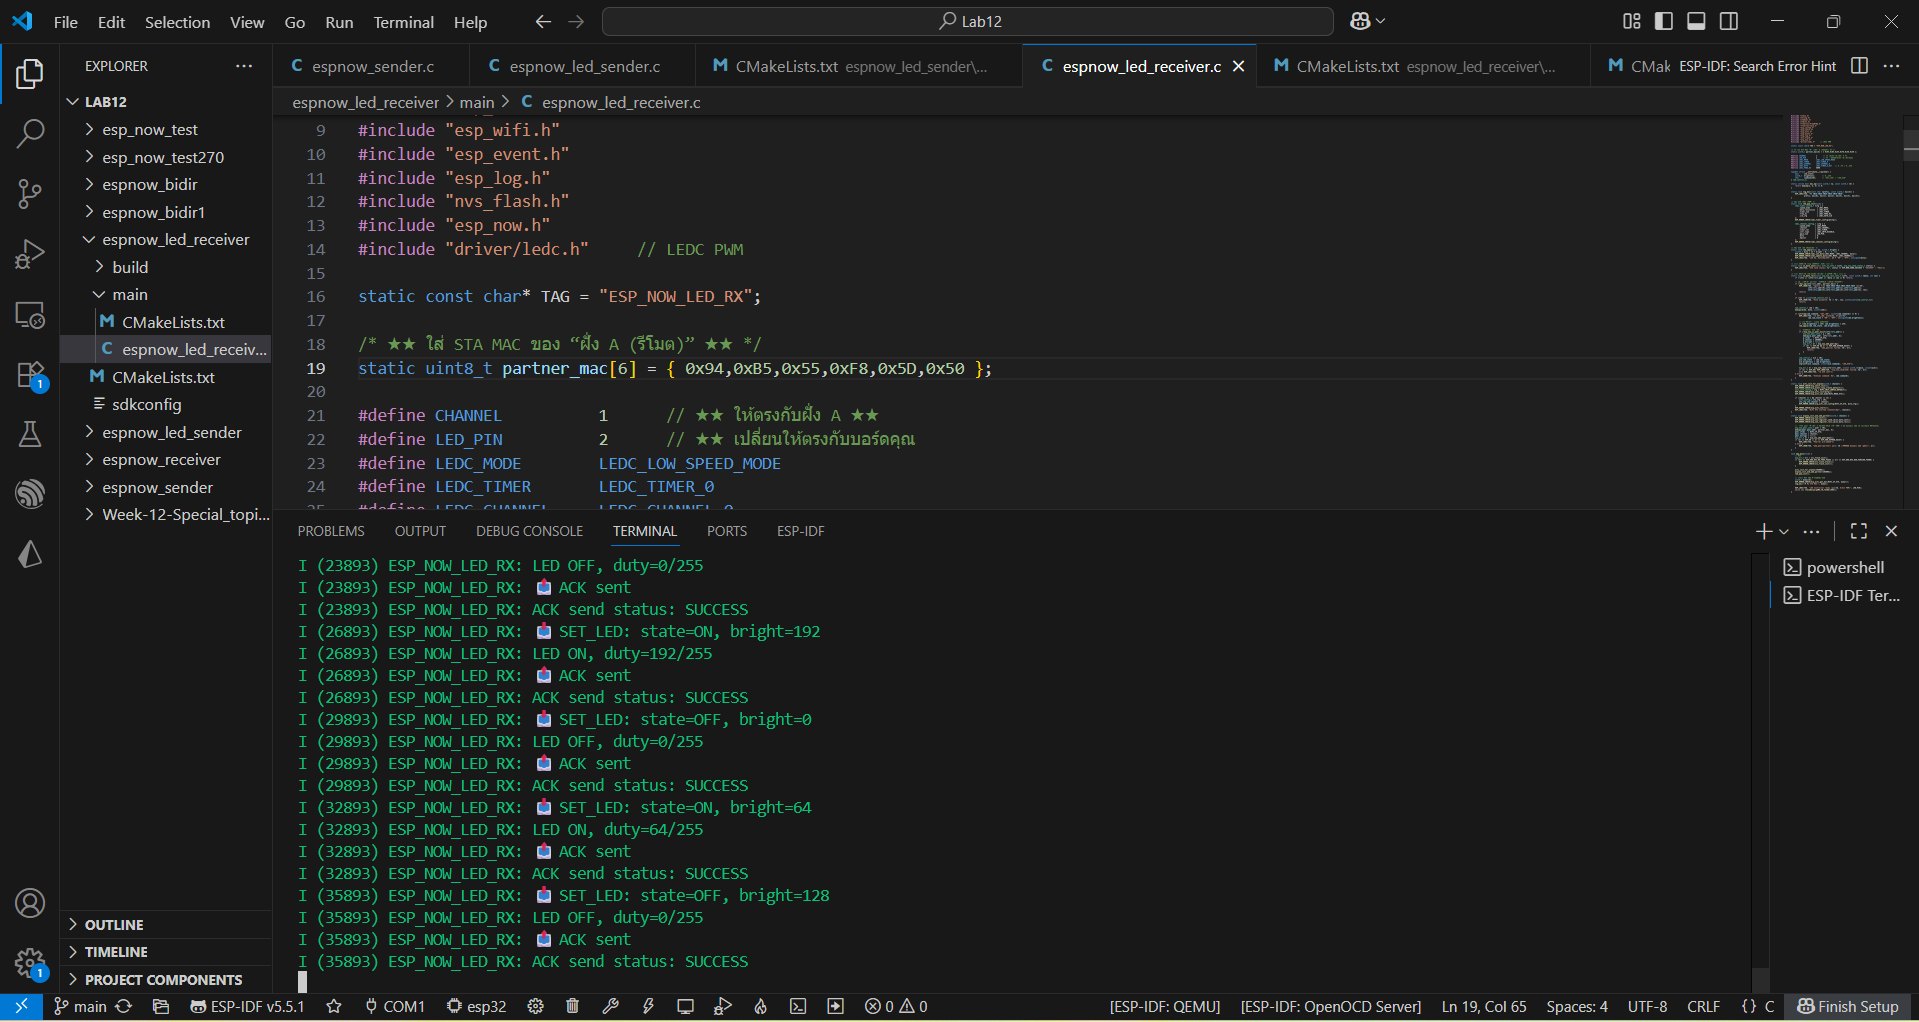 File Edit Selection View Go Run Terminal Help
Lab12
EXPLORER
LAB12
esp_now_test
esp_now_test270
espnow_bidir
espnow_bidir1
espnow_led_receiver
build
main
CMakeLists.txt
espnow_led_receiv...
CMakeLists.txt
sdkconfig
espnow_led_sender
espnow_receiver
espnow_sender
Week-12-Special_topi...
OUTLINE
TIMELINE
PROJECT COMPONENTS
espnow_sender.c
espnow_led_sender.c
CMakeLists.txt espnow_led_sender\...
espnow_led_receiver.c
CMakeLists.txt espnow_led_receiver\...
CMak
ESP-IDF: Search Error Hint
espnow_led_receiver > main > C espnow_led_receiver.c
9 #include "esp_wifi.h"
10 #include "esp_event.h"
11 #include "esp_log.h"
12 #include "nvs_flash.h"
13 #include "esp_now.h"
14 #include "driver/ledc.h" // LEDC PWM
15
16 static const char* TAG = "ESP_NOW_LED_RX";
17
18 /* ★★ ใส่ STA MAC ของ “ฝั่ง A (รีโมต)” ★★ */
19 static uint8_t partner_mac[6] = { 0x94,0xB5,0x55,0xF8,0x5D,0x50 };
20
21 #define CHANNEL 1 // ★★ ให้ตรงกับฝั่ง A ★★
22 #define LED_PIN 2 // ★★ เปลี่ยนให้ตรงกับบอร์ดคุณ
23 #define LEDC_MODE LEDC_LOW_SPEED_MODE
24 #define LEDC_TIMER LEDC_TIMER_0
25 #define LEDC_CHANNEL LEDC_CHANNEL_0
PROBLEMS OUTPUT DEBUG CONSOLE TERMINAL PORTS ESP-IDF
I (23893) ESP_NOW_LED_RX: LED OFF, duty=0/255
I (23893) ESP_NOW_LED_RX: 📤 ACK sent
I (23893) ESP_NOW_LED_RX: ACK send status: SUCCESS
I (26893) ESP_NOW_LED_RX: 📥 SET_LED: state=ON, bright=192
I (26893) ESP_NOW_LED_RX: LED ON, duty=192/255
I (26893) ESP_NOW_LED_RX: 📤 ACK sent
I (26893) ESP_NOW_LED_RX: ACK send status: SUCCESS
I (29893) ESP_NOW_LED_RX: 📥 SET_LED: state=OFF, bright=0
I (29893) ESP_NOW_LED_RX: LED OFF, duty=0/255
I (29893) ESP_NOW_LED_RX: 📤 ACK sent
I (29893) ESP_NOW_LED_RX: ACK send status: SUCCESS
I (32893) ESP_NOW_LED_RX: 📥 SET_LED: state=ON, bright=64
I (32893) ESP_NOW_LED_RX: LED ON, duty=64/255
I (32893) ESP_NOW_LED_RX: 📤 ACK sent
I (32893) ESP_NOW_LED_RX: ACK send status: SUCCESS
I (35893) ESP_NOW_LED_RX: 📥 SET_LED: state=OFF, bright=128
I (35893) ESP_NOW_LED_RX: LED OFF, duty=0/255
I (35893) ESP_NOW_LED_RX: 📤 ACK sent
I (35893) ESP_NOW_LED_RX: ACK send status: SUCCESS
powershell
ESP-IDF Ter...
main ESP-IDF v5.5.1 COM1 esp32 0 0 [ESP-IDF: QEMU] [ESP-IDF: OpenOCD Server] Ln 19, Col 65 Spaces: 4 UTF-8 CRLF {} C Finish Setup